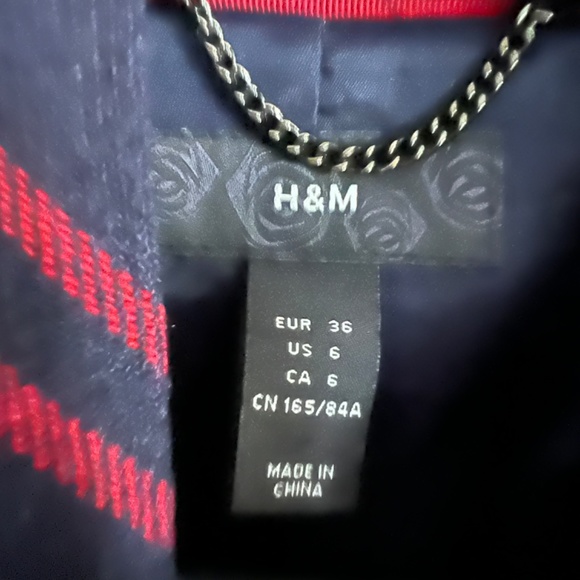 H&M
EUR 36
US 6
CA 6
CN 165/84A
MADE IN
CHINA